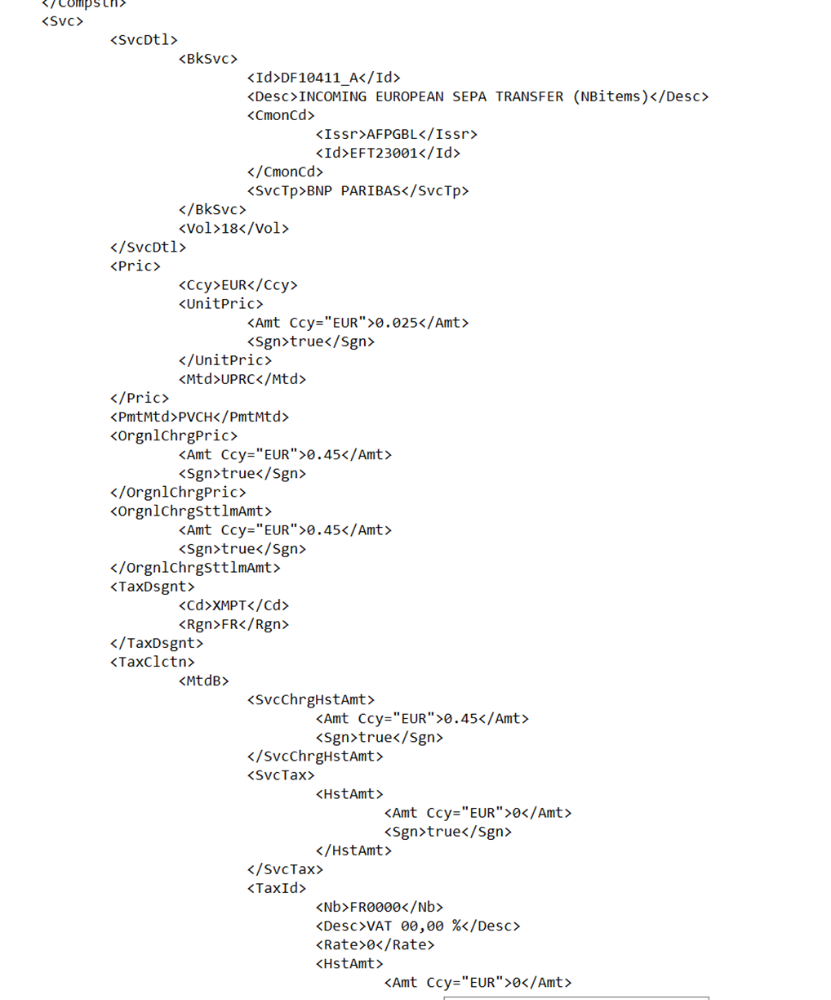 </Compstn>
<Svc>
<SvcDtl>
<BkSvc>
<Id>DF10411_A</Id>
<Desc>INCOMING EUROPEAN SEPA TRANSFER (NBitems)</Desc>
<CmonCd>
<Issr>AFPGBL</Issr>
<Id>EFT23001</Id>
</CmonCd>
<SvcTp>BNP PARIBAS</SvcTp>
</BkSvc>
<Vol>18</Vol>
</SvcDtl>
<Pric>
<Ccy>EUR</Ccy>
<UnitPric>
<Amt Ccy="EUR">0.025</Amt>
<Sgn>true</Sgn>
</UnitPric>
<Mtd>UPRC</Mtd>
</Pric>
<PmtMtd>PVCH</PmtMtd>
<OrgnlChrgPric>
<Amt Ccy="EUR">0.45</Amt>
<Sgn>true</Sgn>
</OrgnlChrgPric>
<OrgnlChrgSttlmAmt>
<Amt Ccy="EUR">0.45</Amt>
<Sgn>true</Sgn>
</OrgnlChrgSttlmAmt>
<TaxDsgnt>
<Cd>XMPT</Cd>
<Rgn>FR</Rgn>
</TaxDsgnt>
<TaxClctn>
<MtdB>
<SvcChrgHstAmt>
<Amt Ccy="EUR">0.45</Amt>
<Sgn>true</Sgn>
</SvcChrgHstAmt>
<SvcTax>
<HstAmt>
<Amt Ccy="EUR">0</Amt>
<Sgn>true</Sgn>
</HstAmt>
</SvcTax>
<TaxId>
<Nb>FR0000</Nb>
<Desc>VAT 00,00 %</Desc>
<Rate>0</Rate>
<HstAmt>
<Amt Ccy="EUR">0</Amt>